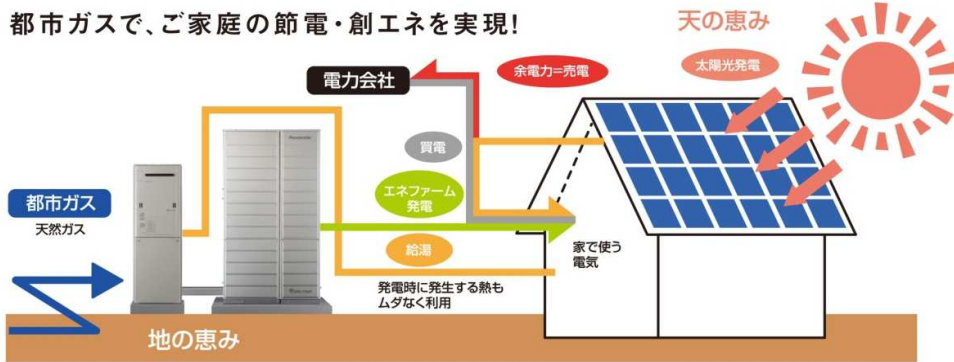 都市ガスで、ご家庭の節電・創エネを実現!
天の恵み
太陽光発電
余電力=売電
電力会社
買電
エネファーム
発電
都市ガス
天然ガス
給湯
家で使う
電気
発電時に発生する熱も
ムダなく利用
地の恵み
Panasonic